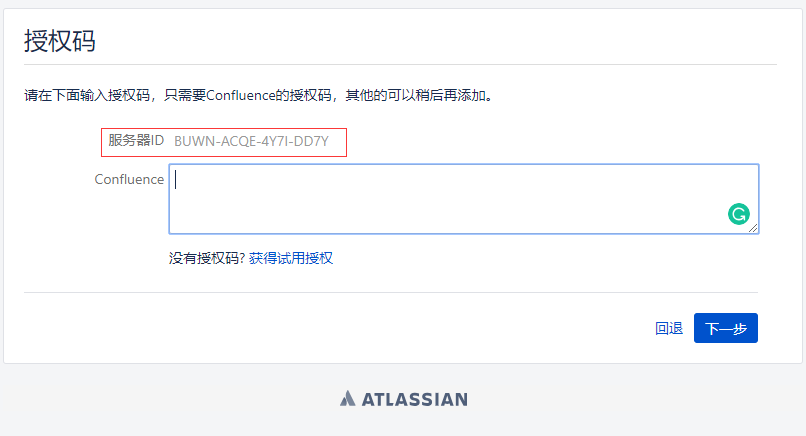 授权码
请在下面输入授权码，只需要Confluence的授权码，其他的可以稍后再添加。
服务器ID BUWN-ACQE-4Y7I-DD7Y
Confluence
没有授权码? 获得试用授权
回退 下一步
ATLASSIAN